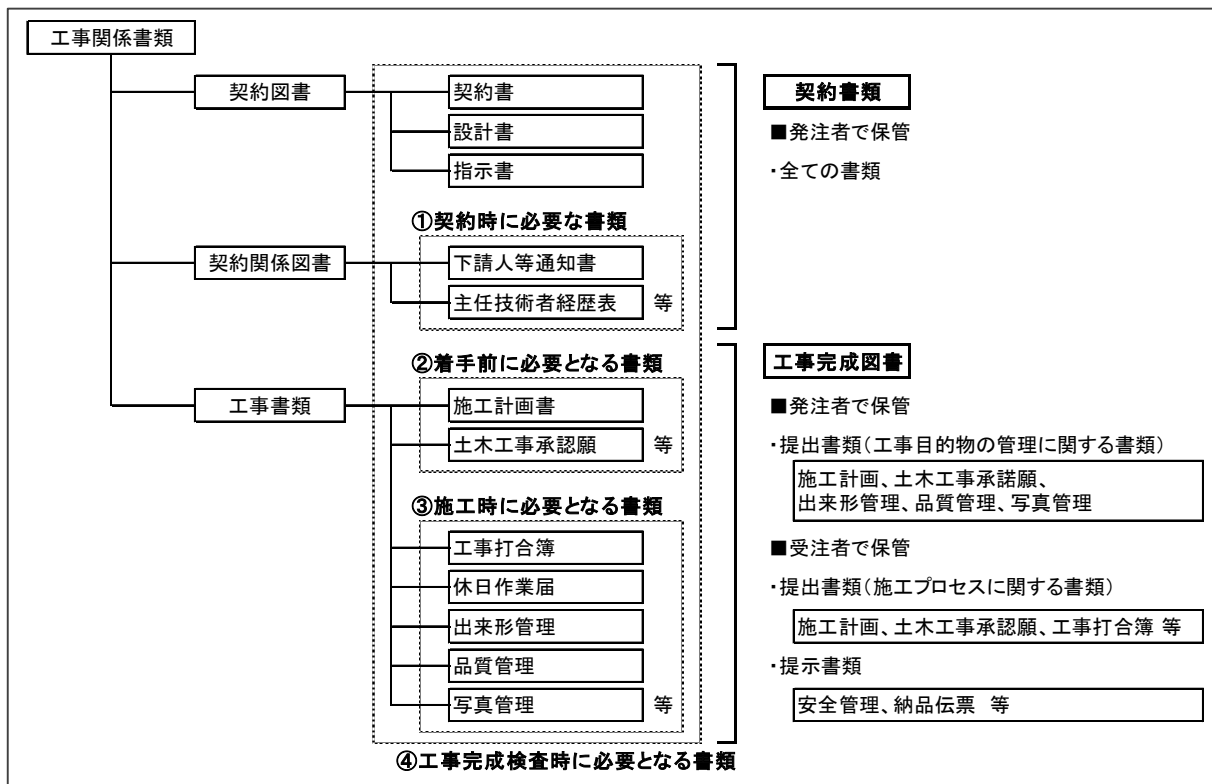 工事関係書類
契約図書
契約書
設計書
指示書
①契約時に必要な書類
契約関係図書
下請人等通知書
主任技術者経歴表 等
②着手前に必要となる書類
工事書類
施工計画書
土木工事承認願 等
③施工時に必要となる書類
工事打合簿
休日作業届
出来形管理
品質管理
写真管理 等
④工事完成検査時に必要となる書類
契約書類
■発注者で保管
・全ての書類
工事完成図書
■発注者で保管
・提出書類(工事目的物の管理に関する書類)
施工計画、土木工事承諾願、
出来形管理、品質管理、写真管理
■受注者で保管
・提出書類(施工プロセスに関する書類)
施工計画、土木工事承認願、工事打合簿 等
・提示書類
安全管理、納品伝票 等